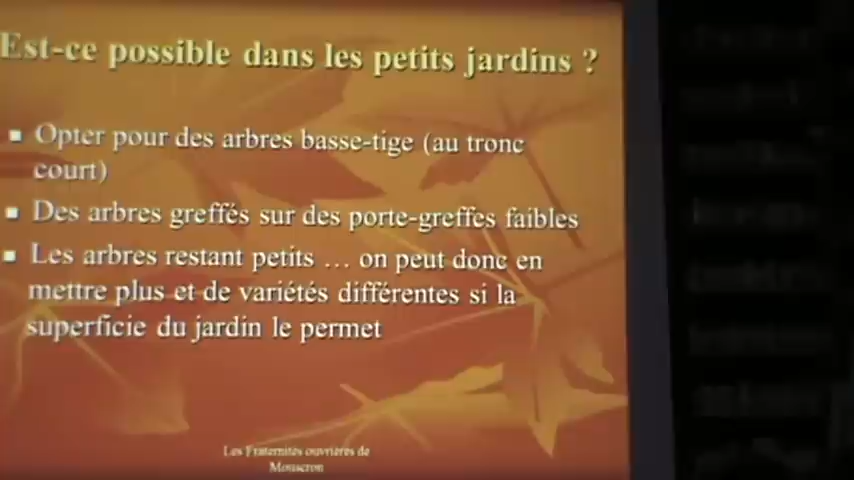 Est-ce possible dans les petits jardins ?
Opter pour des arbres basse-tige (au tronc
court)
Des arbres greffés sur des porte-greffes faibles
Les arbres restant petits … on peut donc en
mettre plus et de variétés différentes si la
superficie du jardin le permet
Les Fraternités ouvrières de
Mouscron